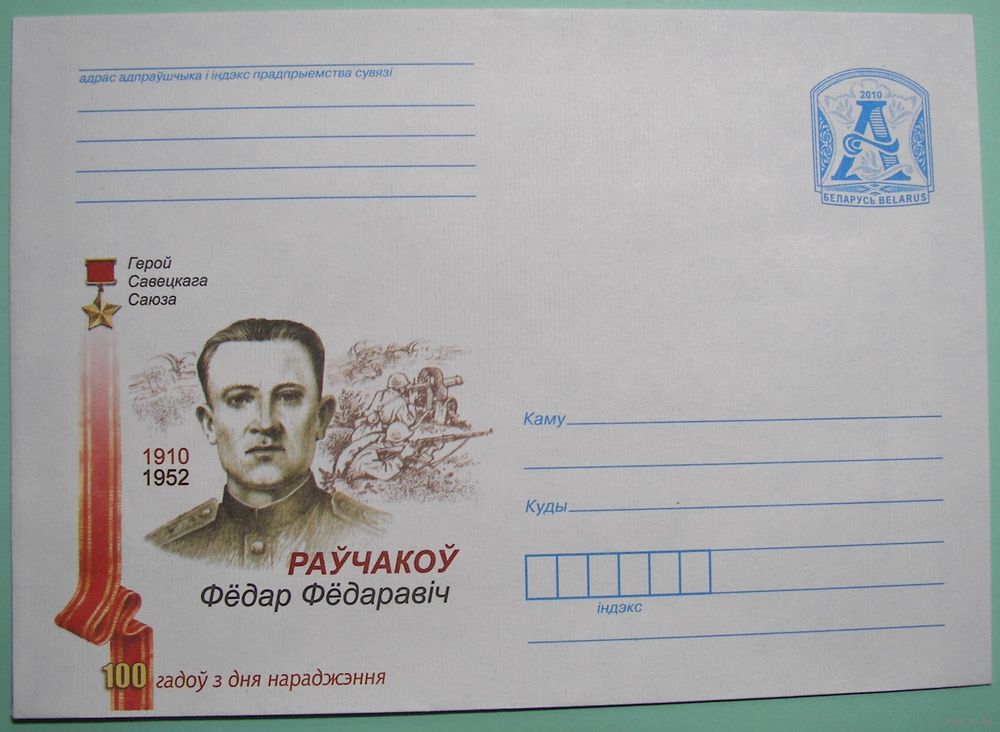 адрас адпраўшчыка і індэкс прадпрыемства сувязі
2010
А
БЕЛАРУСЬ BELARUS
Герой
Савецкага
Саюза
1910
1952
РАЎЧАКОЎ
Фёдар Фёдаравіч
100 гадоў з дня нараджэння
Каму
Куды
індэкс